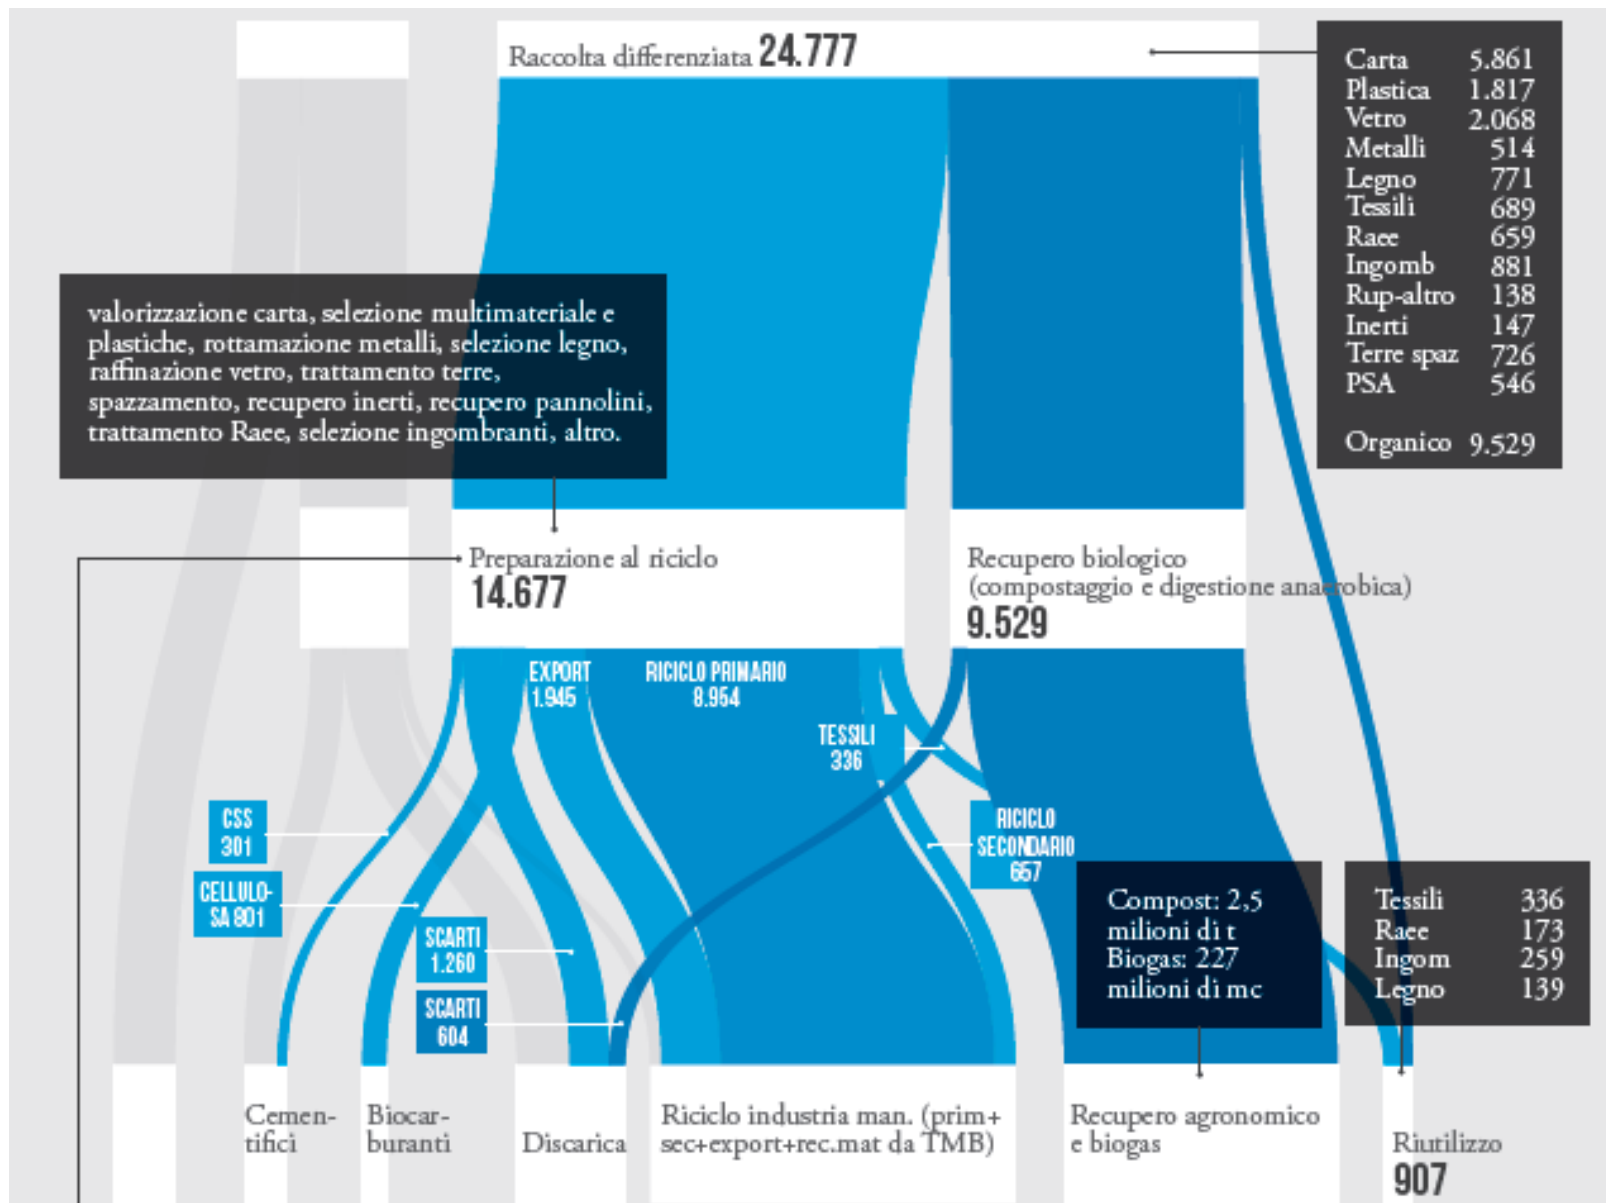 Raccolta differenziata 24.777
Carta 5.861
Plastica 1.817
Vetro 2.068
Metalli 514
Legno 771
Tessili 689
Raee 659
Ingomb 881
Rup-altro 138
Inerti 147
Terre spaz 726
PSA 546
Organico 9.529
valorizzazione carta, selezione multimateriale e
plastiche, rottamazione metalli, selezione legno,
raffinazione vetro, trattamento terre,
spazzamento, recupero inerti, recupero pannolini,
trattamento Raee, selezione ingombranti, altro.
Preparazione al riciclo
14.677
Recupero biologico
(compostaggio e digestione anaerobica)
9.529
EXPORT
1.945
RICICLO PRIMARIO
8.954
TESSILI
336
CSS
301
CELLULO-
SA 801
RICICLO
SECONDARIO
657
SCARTI
1.260
SCARTI
604
Compost: 2,5
milioni di t
Biogas: 227
milioni di mc
Tessili 336
Raee 173
Ingom 259
Legno 139
Cemen-
tifici
Biocar-
buranti
Discarica
Riciclo industria man. (prim+
sec+export+rec.mat da TMB)
Recupero agronomico
e biogas
Riutilizzo
907